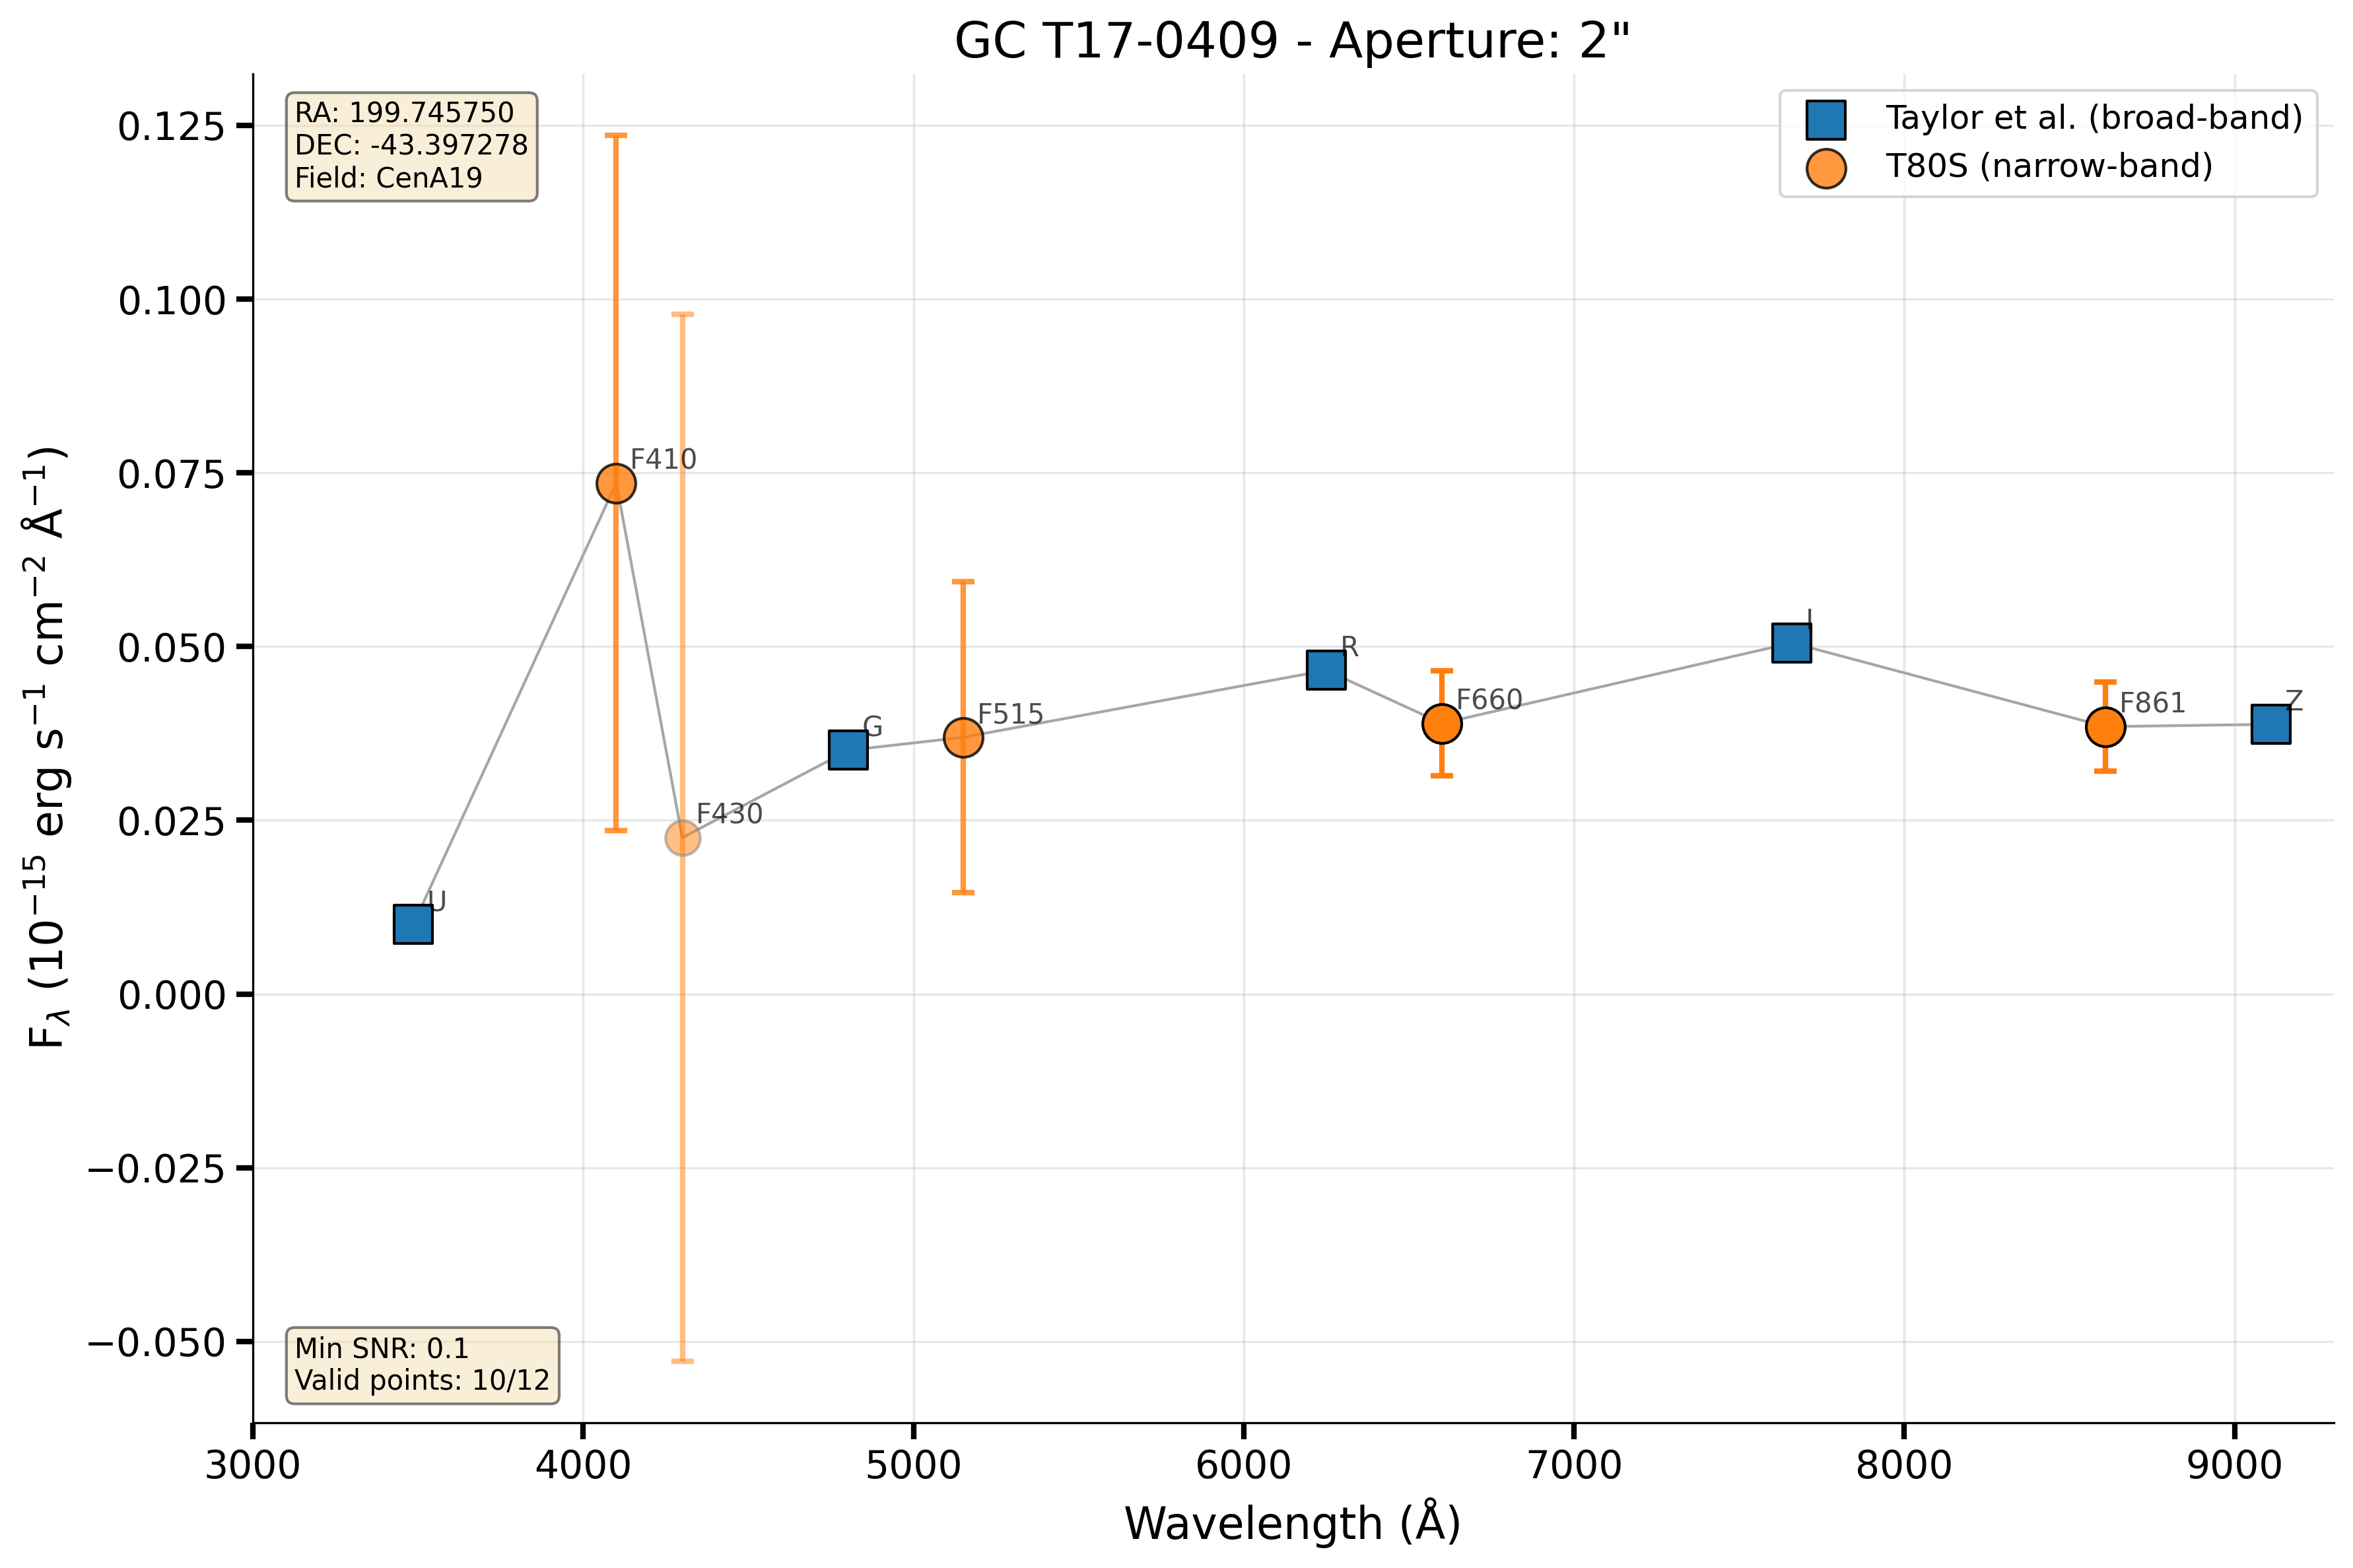 GC T17-0409 - Aperture: 2"
RA: 199.745750
DEC: -43.397278
Field: CenA19
Taylor et al. (broad-band)
T80S (narrow-band)
F_λ (10⁻¹⁵ erg s⁻¹ cm⁻² Å⁻¹)
0.125
0.100
0.075
0.050
0.025
0.000
−0.025
−0.050
U
F410
F430
G
F515
R
F660
I
F861
Z
Min SNR: 0.1
Valid points: 10/12
3000
4000
5000
6000
7000
8000
9000
Wavelength (Å)